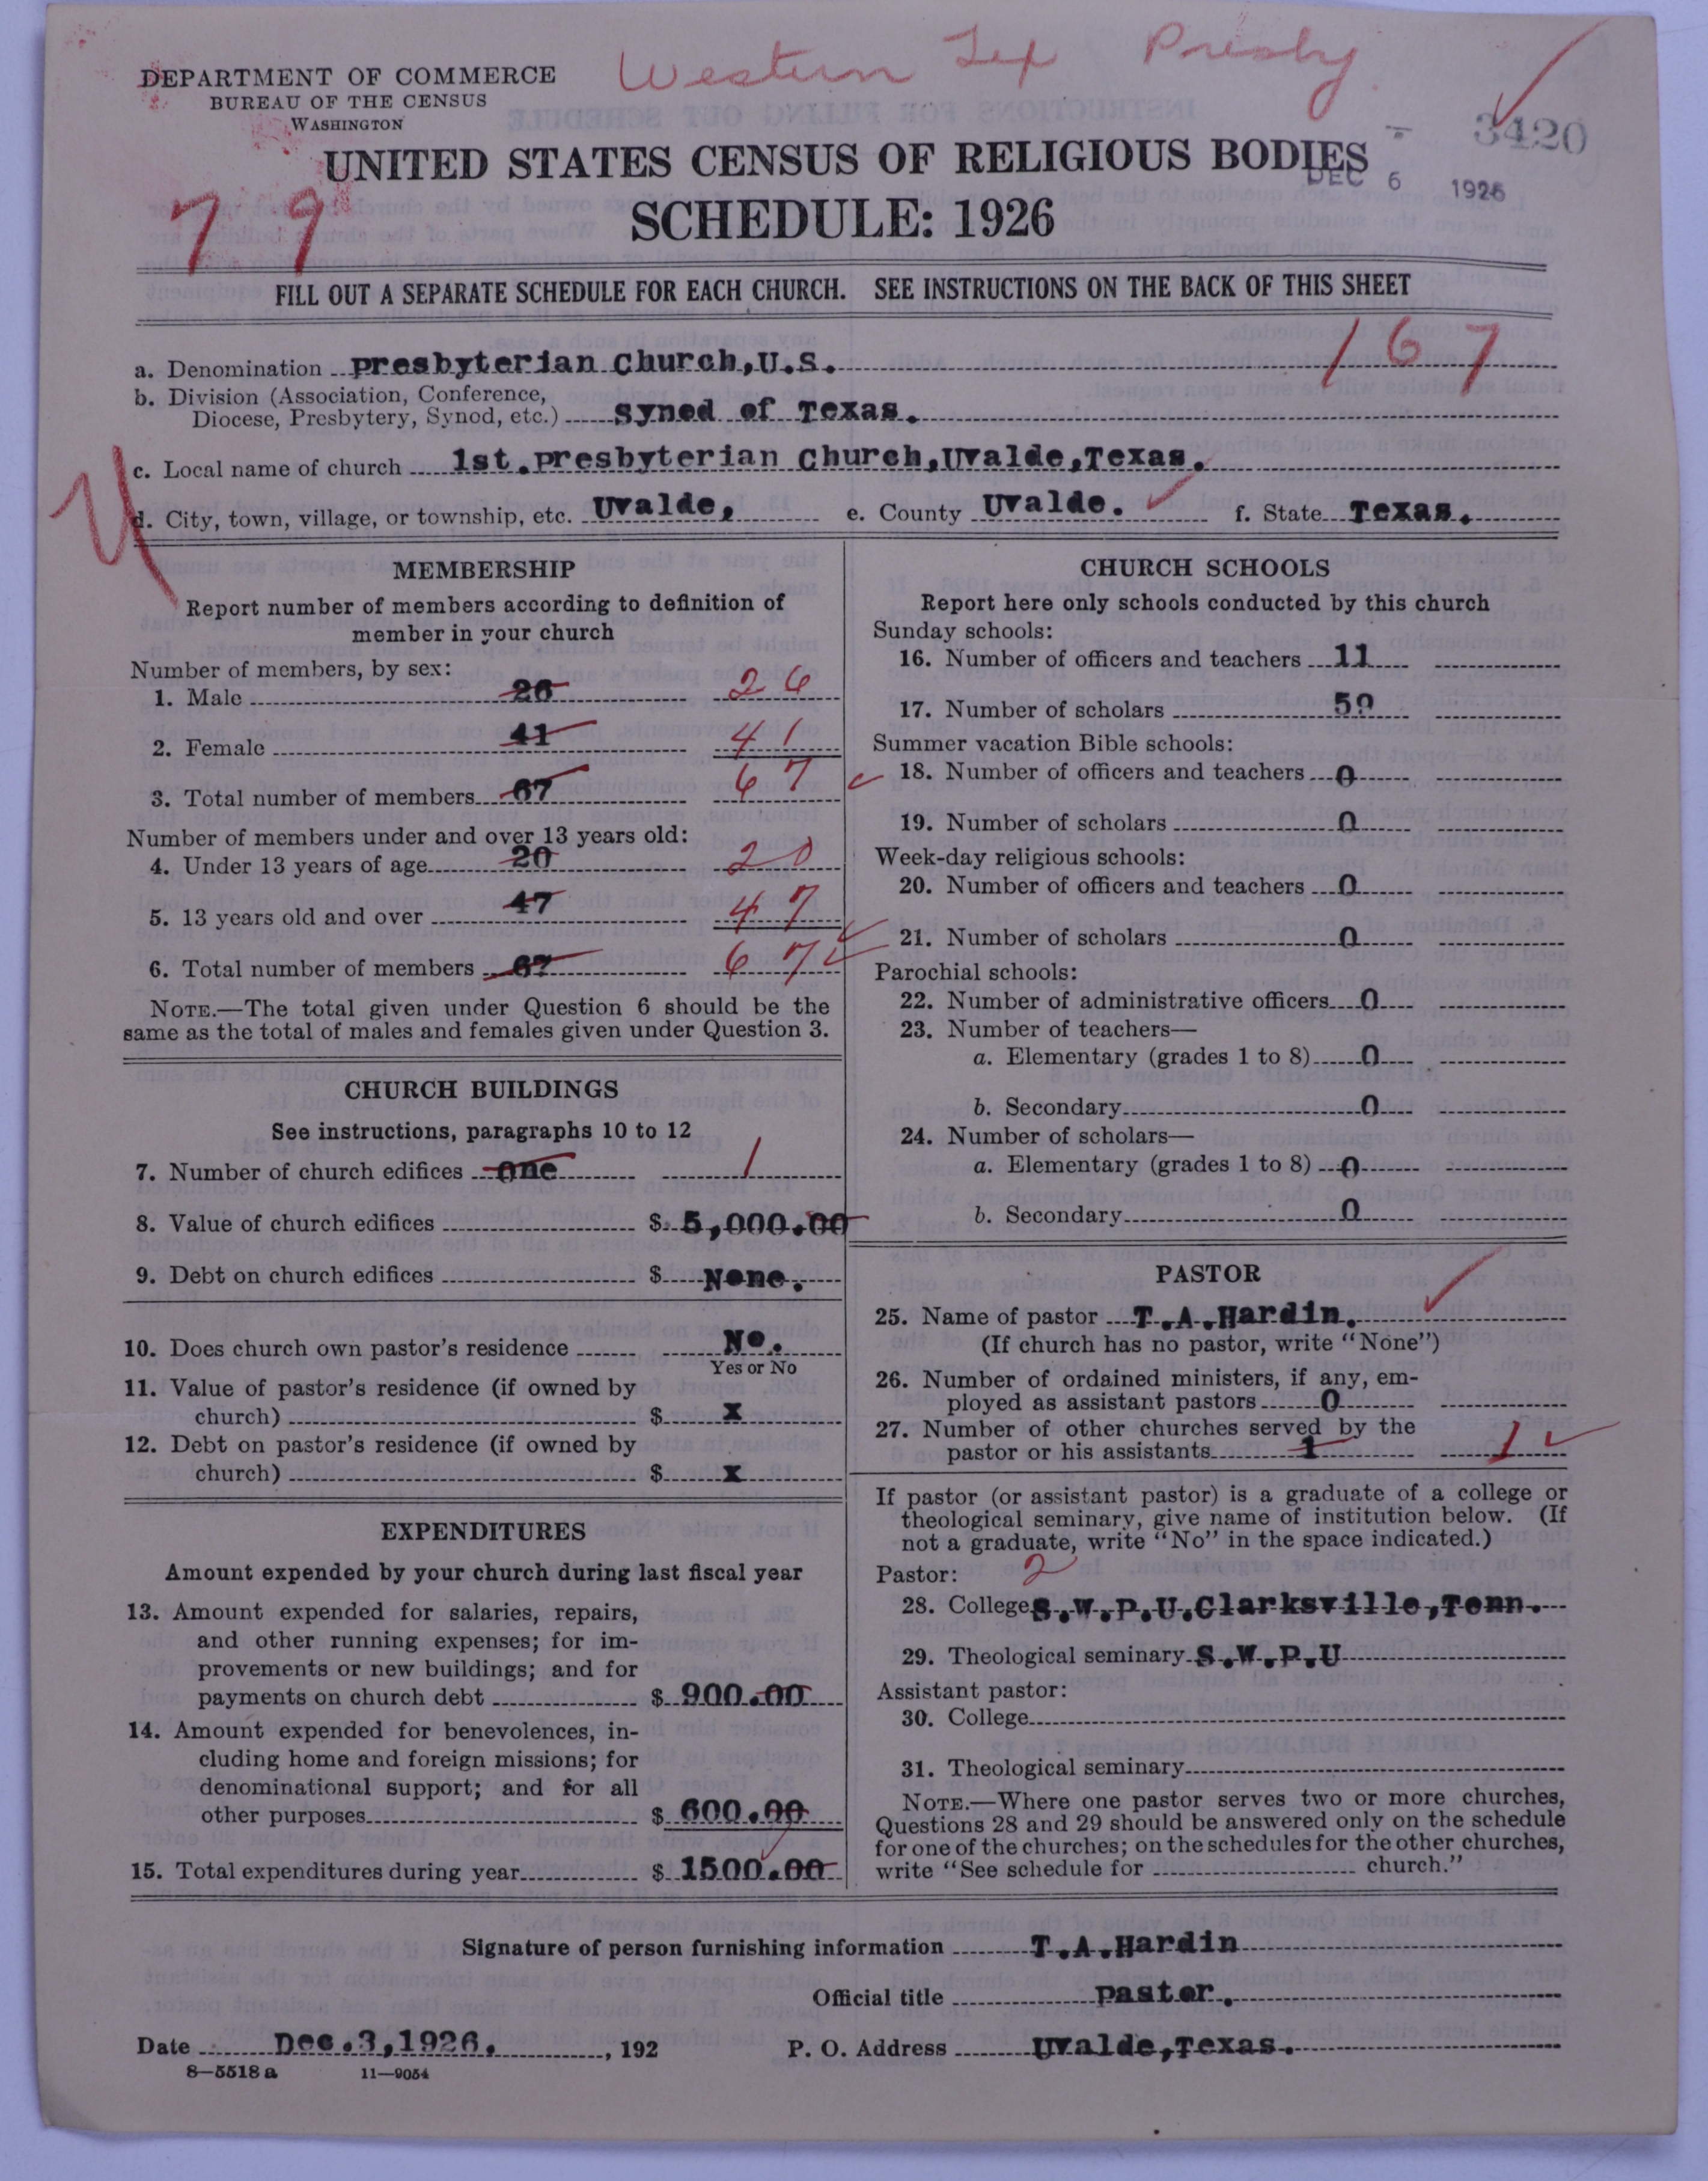 Western Tex Presby.
DEPARTMENT OF COMMERCE
BUREAU OF THE CENSUS
WASHINGTON
3420
UNITED STATES CENSUS OF RELIGIOUS BODIES
DEC 6 1926
79
SCHEDULE: 1926
FILL OUT A SEPARATE SCHEDULE FOR EACH CHURCH. SEE INSTRUCTIONS ON THE BACK OF THIS SHEET
167
a. Denomination Presbyterian Church,U.S.
b. Division (Association, Conference,
Diocese, Presbytery, Synod, etc.) Syned of Texas.
c. Local name of church 1st.Presbyterian Church,Uvalde,Texas.
d. City, town, village, or township, etc. Uvalde, e. County Uvalde. f. State Texas.
MEMBERSHIP
Report number of members according to definition of
member in your church
Number of members, by sex:
1. Male 26 26
2. Female 41 41
3. Total number of members 67 67
Number of members under and over 13 years old:
4. Under 13 years of age 20 20
5. 13 years old and over 47 47
6. Total number of members 67 67
NOTE.—The total given under Question 6 should be the
same as the total of males and females given under Question 3.
CHURCH BUILDINGS
See instructions, paragraphs 10 to 12
7. Number of church edifices One 1
8. Value of church edifices $ 5,000.00
9. Debt on church edifices $ None.
10. Does church own pastor's residence No.
Yes or No
11. Value of pastor's residence (if owned by
church) $ x
12. Debt on pastor's residence (if owned by
church) $ x
EXPENDITURES
Amount expended by your church during last fiscal year
13. Amount expended for salaries, repairs,
and other running expenses; for im-
provements or new buildings; and for
payments on church debt $ 900.00
14. Amount expended for benevolences, in-
cluding home and foreign missions; for
denominational support; and for all
other purposes $ 600.00
15. Total expenditures during year $ 1500.00
CHURCH SCHOOLS
Report here only schools conducted by this church
Sunday schools:
16. Number of officers and teachers 11
17. Number of scholars 59
Summer vacation Bible schools:
18. Number of officers and teachers 0
19. Number of scholars 0
Week-day religious schools:
20. Number of officers and teachers 0
21. Number of scholars 0
Parochial schools:
22. Number of administrative officers 0
23. Number of teachers—
a. Elementary (grades 1 to 8) 0
b. Secondary 0
24. Number of scholars—
a. Elementary (grades 1 to 8) 0
b. Secondary 0
PASTOR
25. Name of pastor T.A.Hardin.
(If church has no pastor, write "None")
26. Number of ordained ministers, if any, em-
ployed as assistant pastors 0
27. Number of other churches served by the
pastor or his assistants 1 1
If pastor (or assistant pastor) is a graduate of a college or
theological seminary, give name of institution below. (If
not a graduate, write "No" in the space indicated.)
Pastor: 2
28. College S.W.P.U.Clarksville,Tenn.
29. Theological seminary S.W.P.U
Assistant pastor:
30. College
31. Theological seminary
NOTE.—Where one pastor serves two or more churches,
Questions 28 and 29 should be answered only on the schedule
for one of the churches; on the schedules for the other churches,
write "See schedule for church."
Signature of person furnishing information T.A.Hardin
Official title Pastor.
Date Dec.3,1926. , 192 P. O. Address Uvalde,Texas.
8—5518 a 11—9054